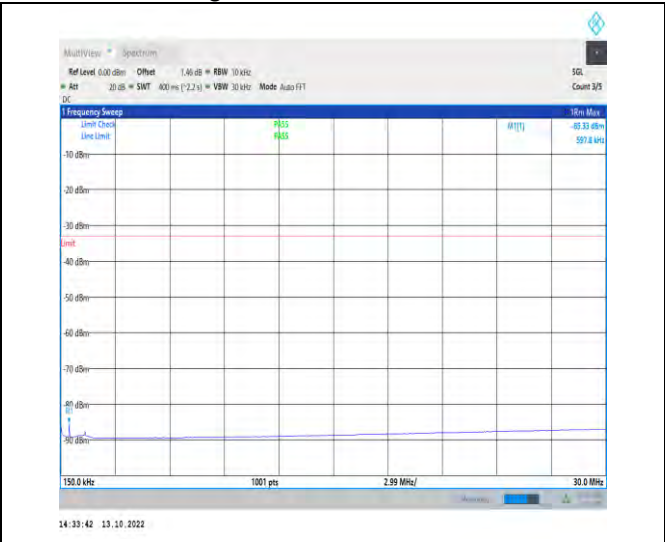 MultiView Spectrum
Ref Level 0.00 dBm Offset 1.46 dB RBW 10 kHz SGL
Att 20 dB SWT 400 ms (~2.2 s) VBW 30 kHz Mode Auto FFT Count 3/5
DC
1 Frequency Sweep 1Rm Max
Limit Check PASS M1[1] -85.33 dBm
Line Limit PASS 597.8 kHz
-10 dBm
-20 dBm
-30 dBm
Limit
-40 dBm
-50 dBm
-60 dBm
-70 dBm
-80 dBm
M1
-90 dBm
150.0 kHz 1001 pts 2.99 MHz/ 30.0 MHz
14:33:42 13.10.2022